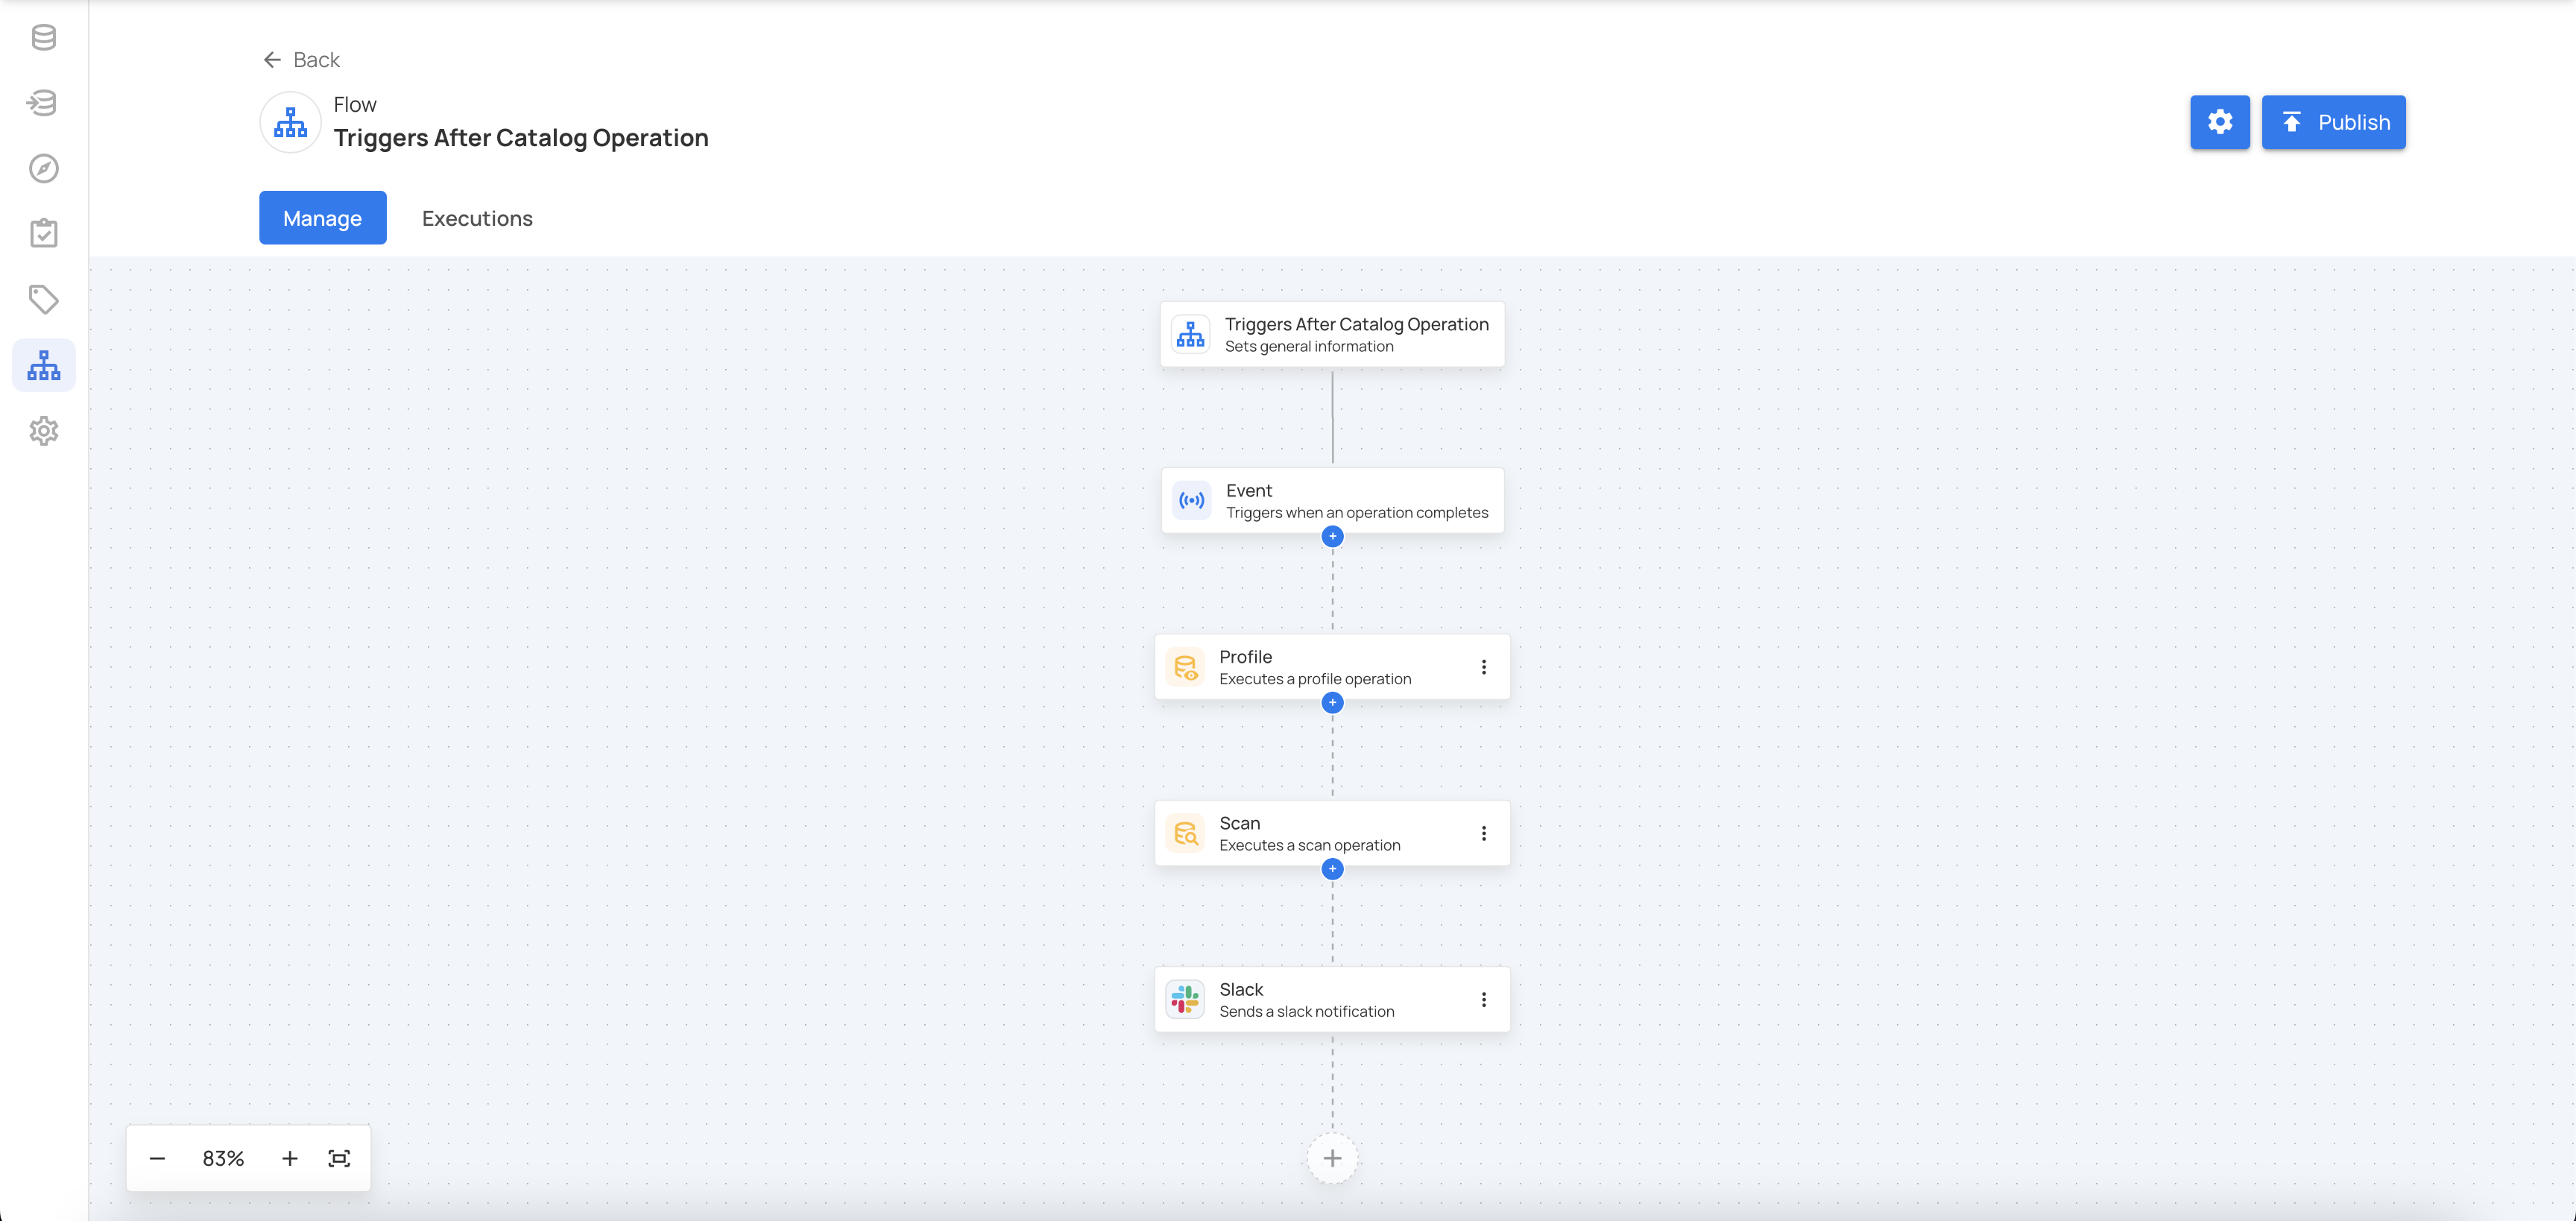 Back
Flow
Triggers After Catalog Operation
Publish
Manage
Executions
Triggers After Catalog Operation
Sets general information
Event
Triggers when an operation completes
Profile
Executes a profile operation
Scan
Executes a scan operation
Slack
Sends a slack notification
83%